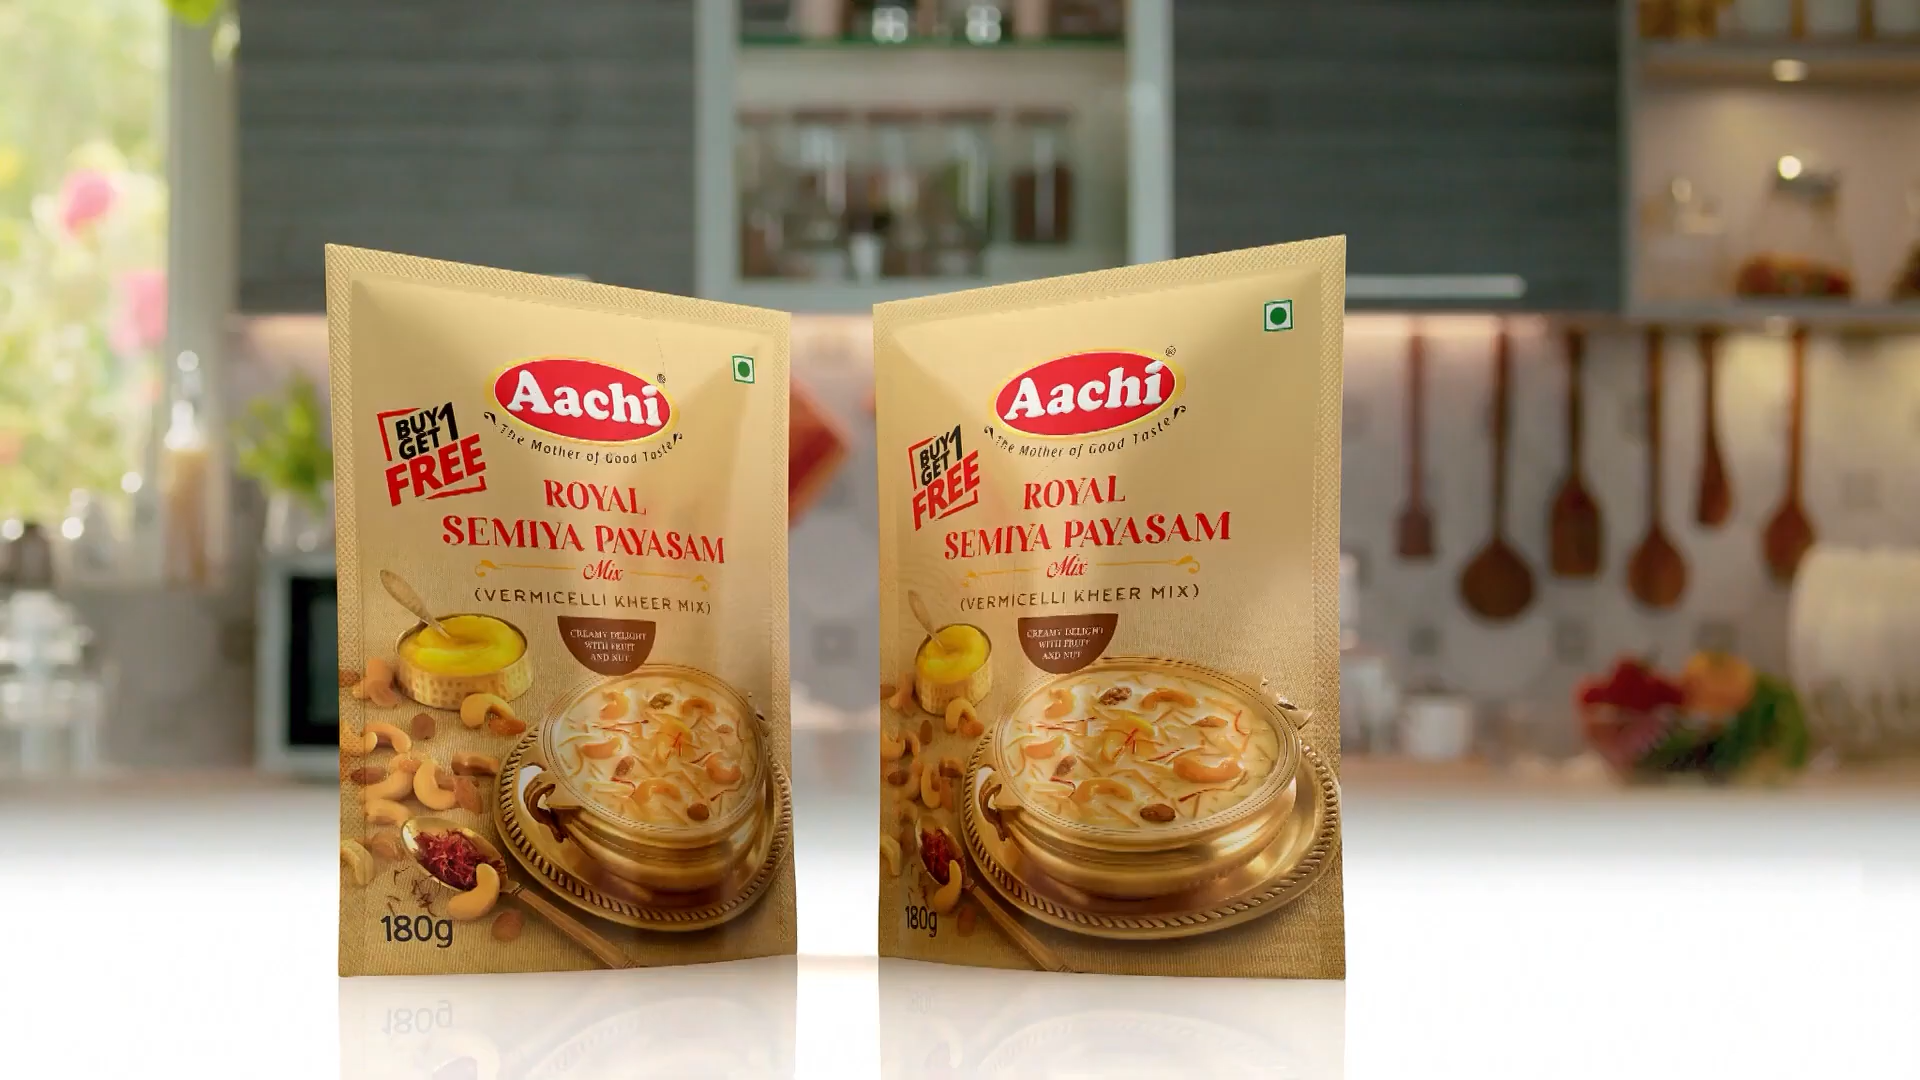 Aachi
®
The Mother of Good Taste
BUY 1
GET
FREE
ROYAL
SEMIYA PAYASAM
Mix
(VERMICELLI KHEER MIX)
CREAMY DELIGHT
WITH FRUIT
AND NUT
180g
Aachi
®
The Mother of Good Taste
BUY 1
GET
FREE
ROYAL
SEMIYA PAYASAM
Mix
(VERMICELLI KHEER MIX)
CREAMY DELIGHT
WITH FRUIT
AND NUT
180g